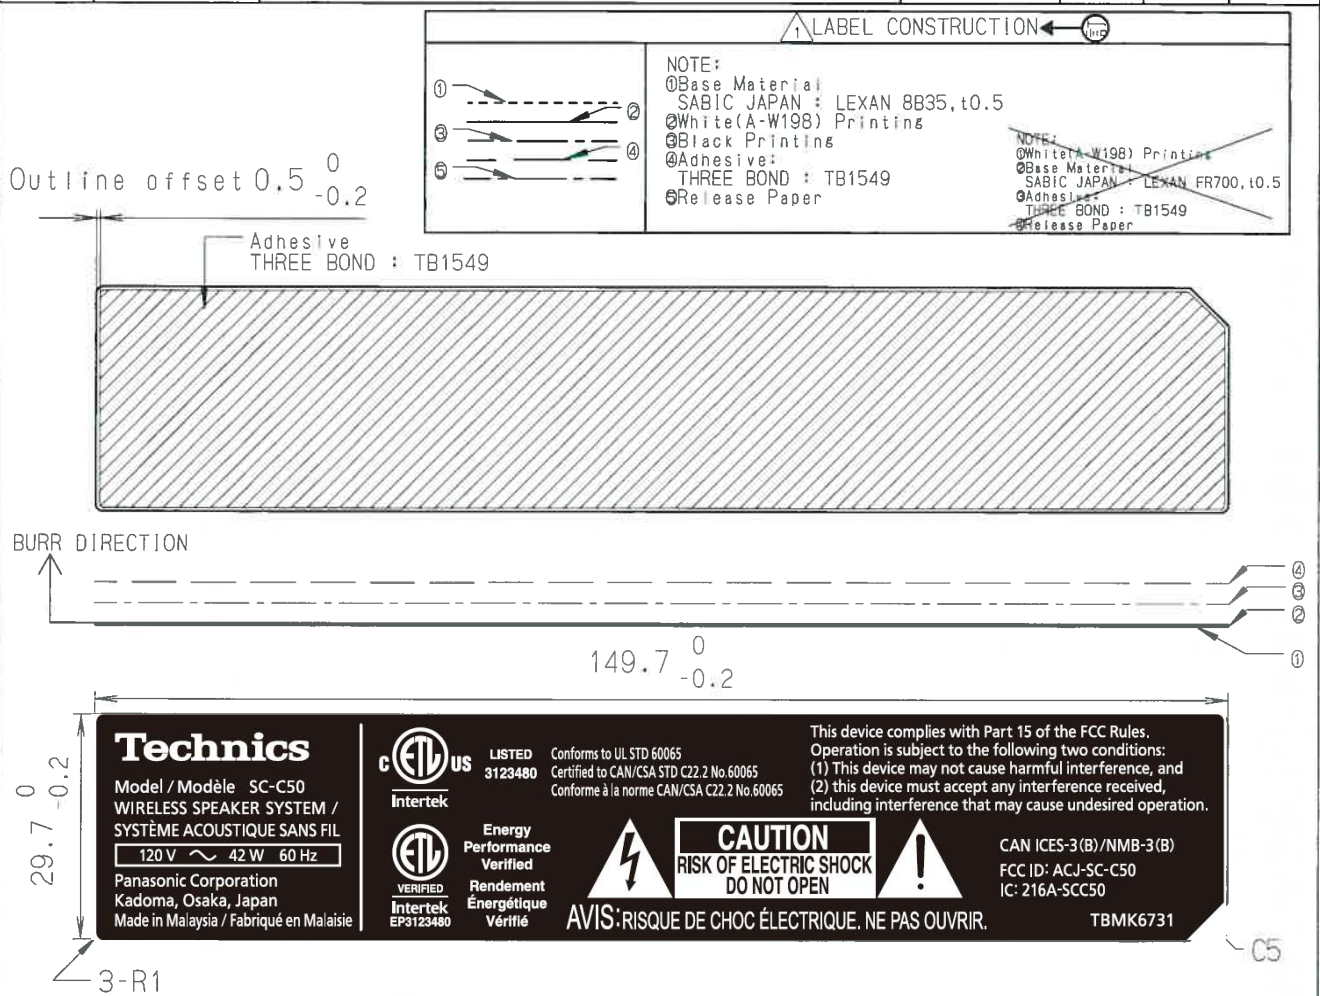 ⚠1 LABEL CONSTRUCTION
NOTE:
①Base Material
SABIC JAPAN : LEXAN 8B35,t0.5
②White(A-W198) Printing
③Black Printing
④Adhesive:
THREE BOND : TB1549
⑤Release Paper
①
②
③
④
⑤
NOTE:
①White(A-W198) Printing
②Base Material
SABIC JAPAN : LEXAN FR700,t0.5
③Adhesive:
THREE BOND : TB1549
Release Paper
Outline offset 0.5 0 -0.2
Adhesive
THREE BOND : TB1549
BURR DIRECTION
④
③
②
①
149.7 0 -0.2
29.7 0 -0.2
Technics
Model / Modèle SC-C50
WIRELESS SPEAKER SYSTEM /
SYSTÈME ACOUSTIQUE SANS FIL
120 V ～ 42 W 60 Hz
Panasonic Corporation
Kadoma, Osaka, Japan
Made in Malaysia / Fabriqué en Malaisie
C ETL US
Intertek
LISTED
3123480
Conforms to UL STD 60065
Certified to CAN/CSA STD C22.2 No.60065
Conforme à la norme CAN/CSA C22.2 No.60065
ETL
VERIFIED
Intertek
EP3123480
Energy
Performance
Verified
Rendement
Énergétique
Vérifié
This device complies with Part 15 of the FCC Rules.
Operation is subject to the following two conditions:
(1) This device may not cause harmful interference, and
(2) this device must accept any interference received,
including interference that may cause undesired operation.
CAUTION
RISK OF ELECTRIC SHOCK
DO NOT OPEN
AVIS:RISQUE DE CHOC ÉLECTRIQUE. NE PAS OUVRIR.
CAN ICES-3(B)/NMB-3(B)
FCC ID: ACJ-SC-C50
IC: 216A-SCC50
TBMK6731
C5
3-R1